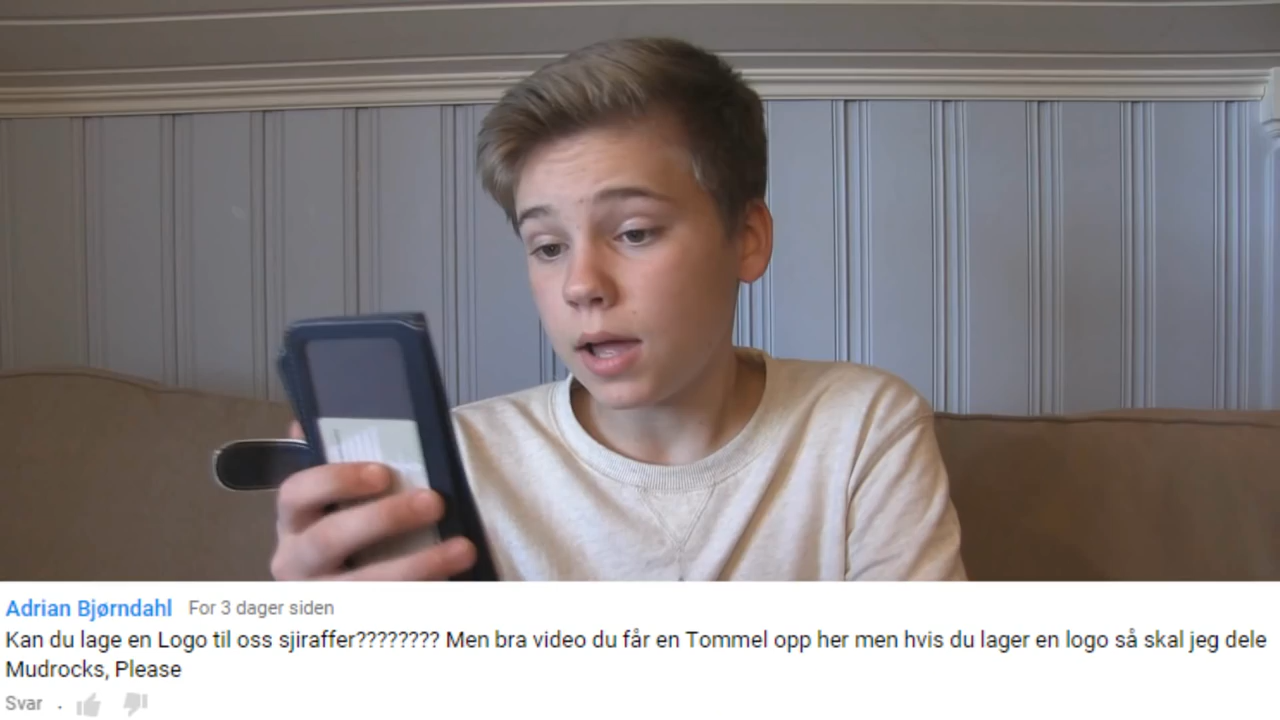 Adrian Bjørndahl For 3 dager siden
Kan du lage en Logo til oss sjiraffer???????? Men bra video du får en Tommel opp her men hvis du lager en logo så skal jeg dele
Mudrocks, Please
Svar .